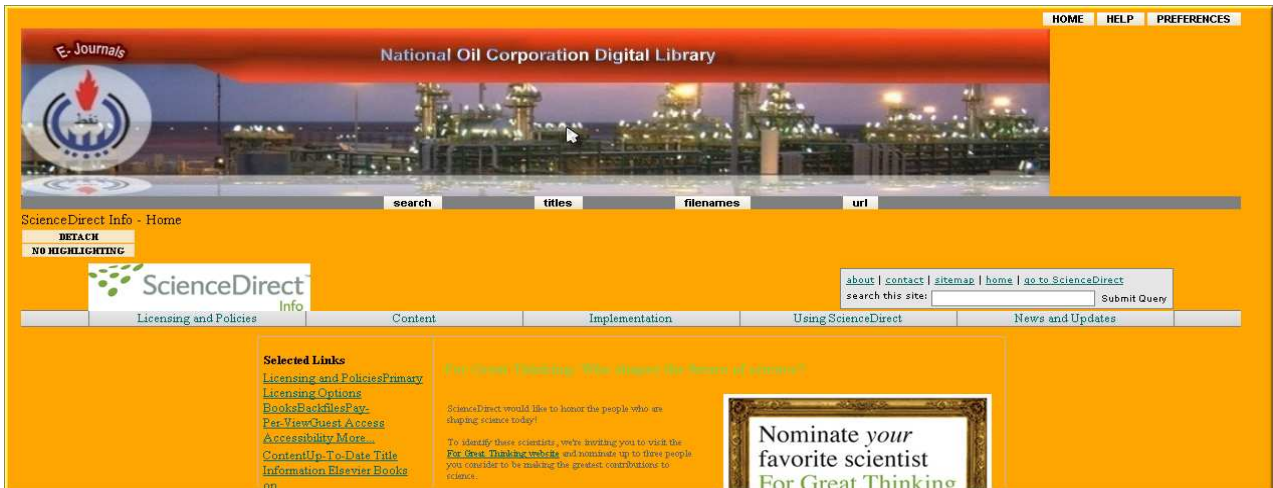 HOME HELP PREFERENCES
E-Journals
National Oil Corporation Digital Library
search titles filenames url
ScienceDirect Info - Home
DETACH
NO HIGHLIGHTING
ScienceDirect
Info
about | contact | sitemap | home | go to ScienceDirect
search this site: Submit Query
Licensing and Policies Content Implementation Using ScienceDirect News and Updates
Selected Links
Licensing and PoliciesPrimary
Licensing Options
BooksBackfilesPay-
Per-ViewGuest Access
Accessibility More...
ContentUp-To-Date Title
Information Elsevier Books
on
For Great Thinking: Who shapes the future of science?
ScienceDirect would like to honor the people who are
shaping science today!
To identify these scientists, we're inviting you to visit the
For Great Thinking website and nominate up to three people
you consider to be making the greatest contributions to
science.
Nominate your
favorite scientist
For Great Thinking